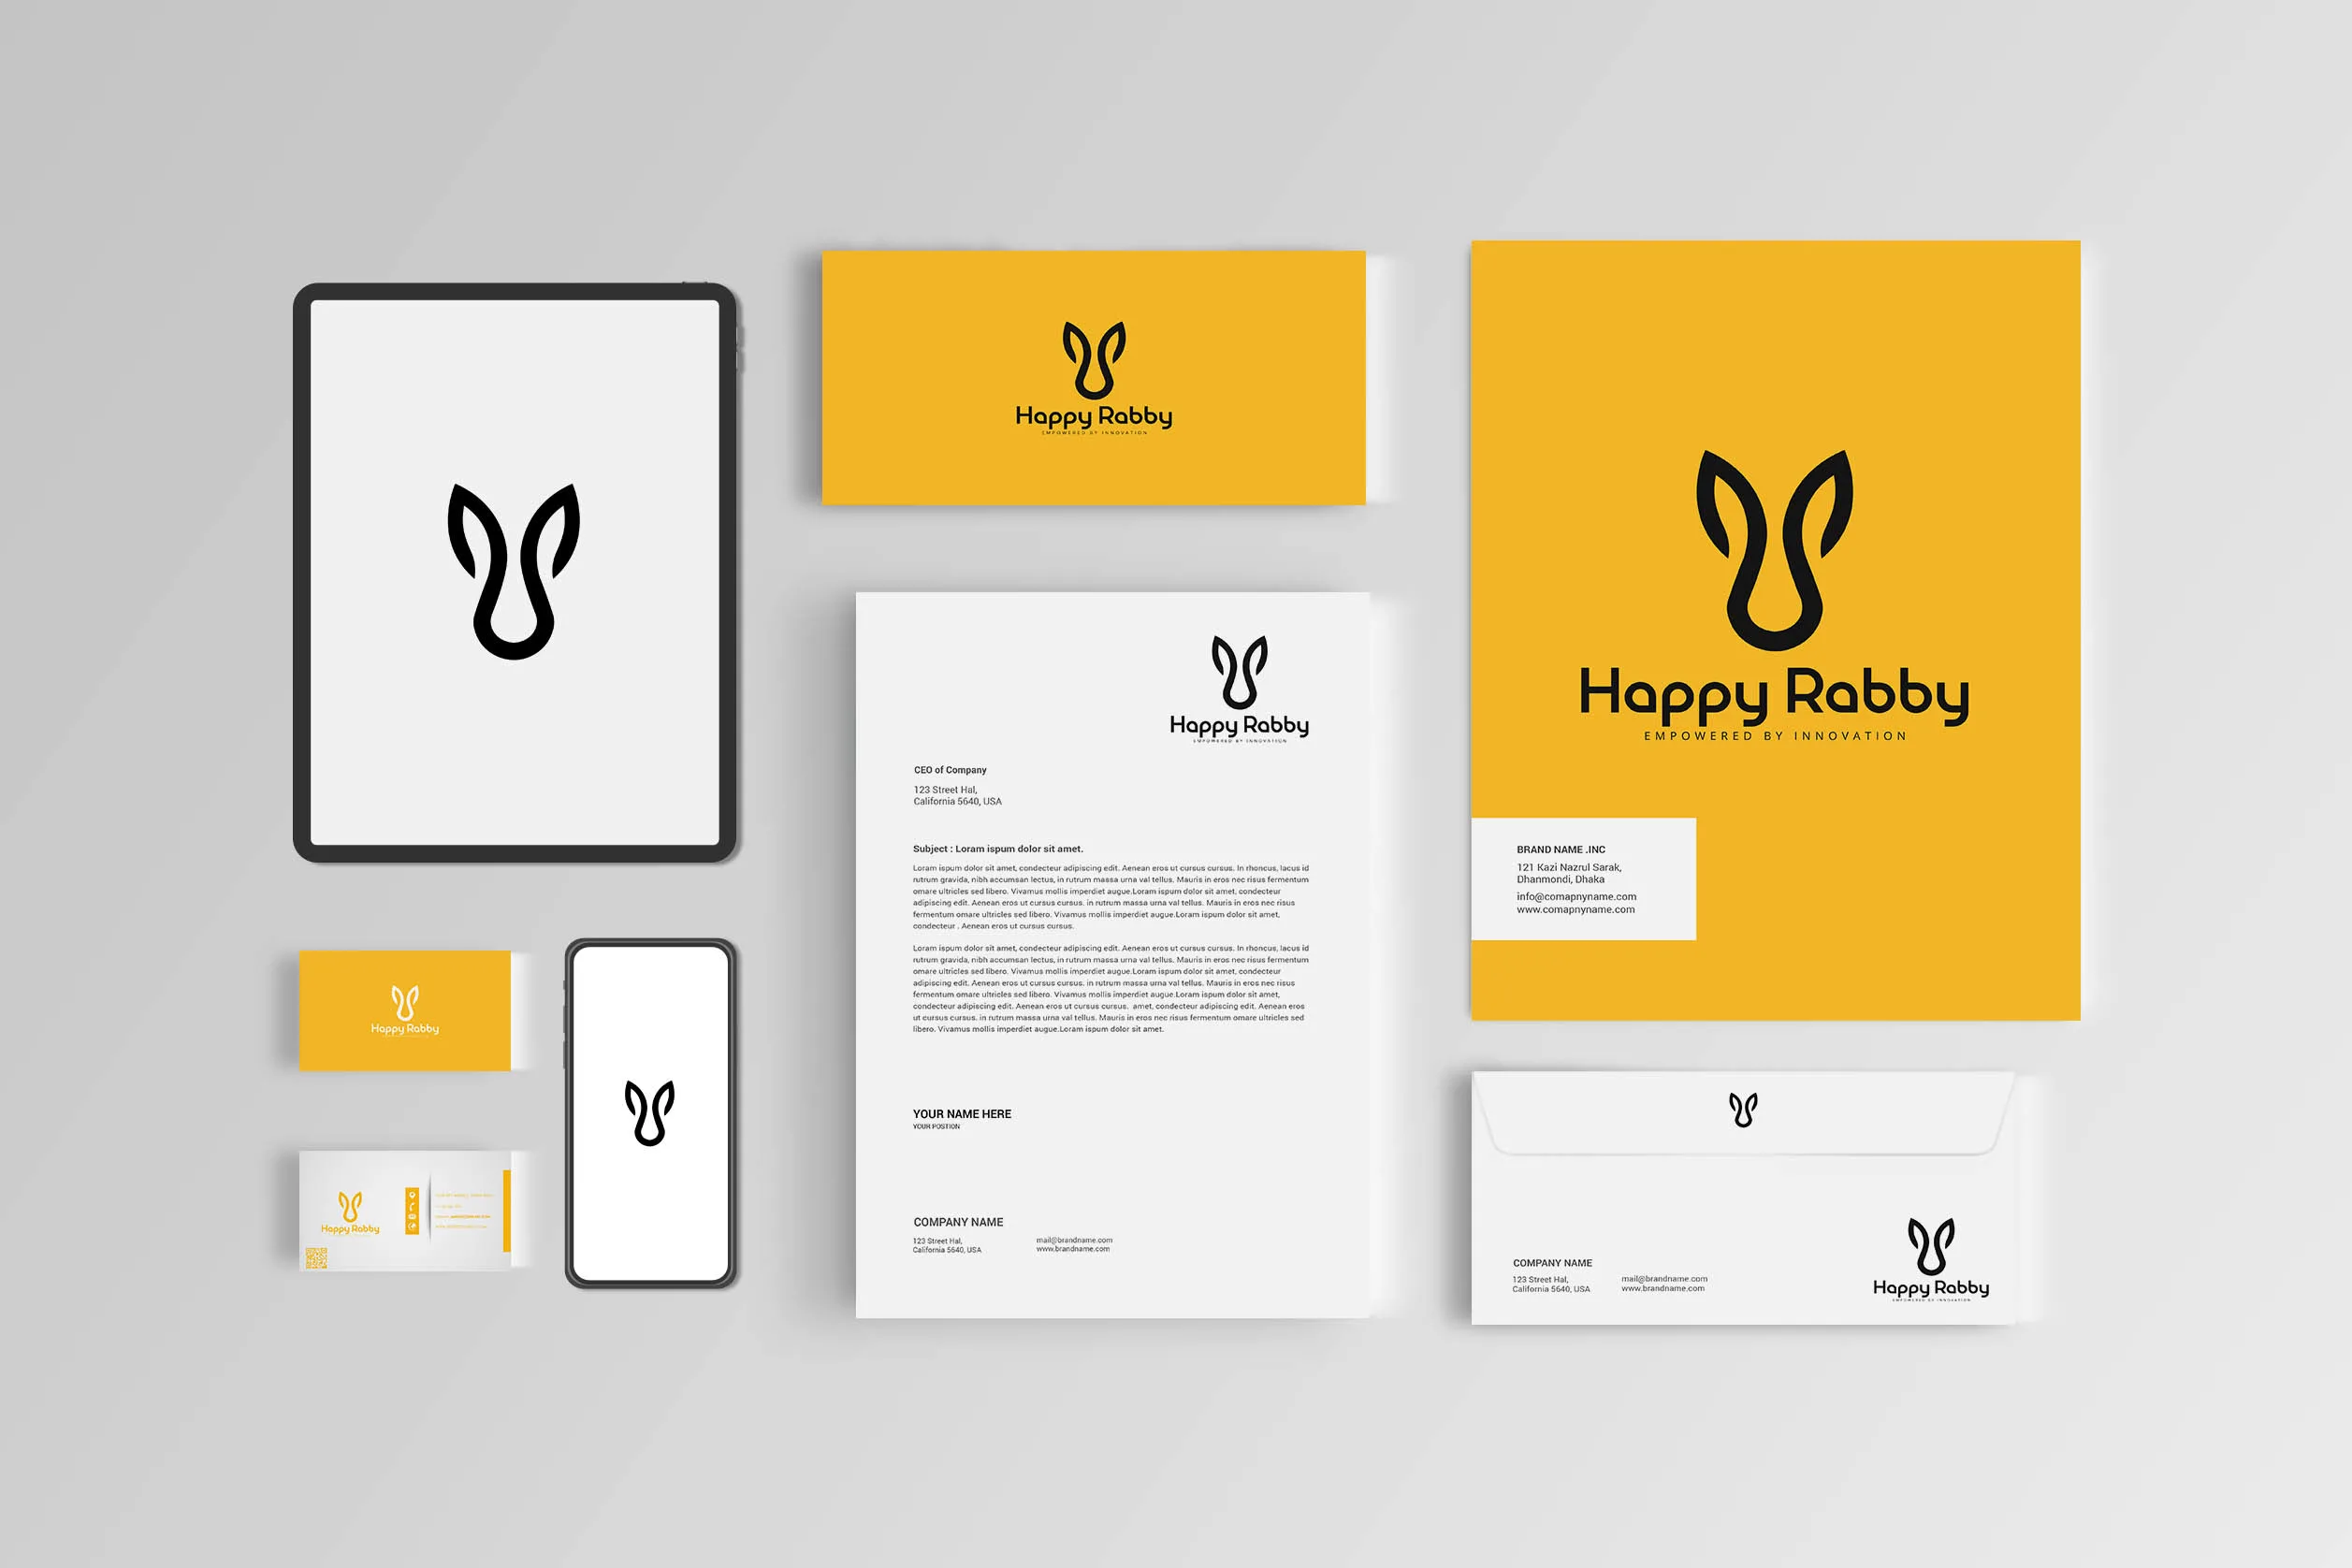 Happy Rabby
EMPOWERED BY INNOVATION
Happy Rabby
EMPOWERED BY INNOVATION
CEO of Company
123 Street Hal,
California 5640, USA
Subject : Loram ispum dolor sit amet.
Loram ispum dolor sit amet, condecteur adipiscing edit. Aenean eros ut cursus cursus. In rhoncus, lacus id
rutrum gravida, nibh accumsan lectus, in rutrum massa urna val tellus. Mauris in eros nec risus fermentum
omare ultricles sed libero. Vivamus mollis imperdiet augue.Loram ispum dolor sit amet, condecteur
adipiscing edit. Aenean eros ut cursus cursus. in rutrum massa urna val tellus. Mauris in eros nec risus
fermentum omare ultricles sed libero. Vivamus mollis imperdiet augue.Loram ispum dolor sit amet,
condecteur . Aenean eros ut cursus cursus.
Loram ispum dolor sit amet, condecteur adipiscing edit. Aenean eros ut cursus cursus. In rhoncus, lacus id
rutrum gravida, nibh accumsan lectus, in rutrum massa urna val tellus. Mauris in eros nec risus fermentum
omare ultricles sed libero. Vivamus mollis imperdiet augue.Loram ispum dolor sit amet, condecteur
adipiscing edit. Aenean eros ut cursus cursus. in rutrum massa urna val tellus. Mauris in eros nec risus
fermentum omare ultricles sed libero. Vivamus mollis imperdiet augue.Loram ispum dolor sit amet,
condecteur adipiscing edit. Aenean eros ut cursus cursus. amet, condecteur adipiscing edit. Aenean eros
ut cursus cursus. in rutrum massa urna val tellus. Mauris in eros nec risus fermentum omare ultricles sed
libero. Vivamus mollis imperdiet augue.Loram ispum dolor sit amet.
YOUR NAME HERE
YOUR POSTION
COMPANY NAME
123 Street Hal,
California 5640, USA
mail@brandname.com
www.brandname.com
Happy Rabby
EMPOWERED BY INNOVATION
BRAND NAME .INC
121 Kazi Nazrul Sarak,
Dhanmondi, Dhaka
info@comapnyname.com
www.comapnyname.com
Happy Rabby
Happy Rabby
COMPANY NAME
123 Street Hal,
California 5640, USA
mail@brandname.com
www.brandname.com
Happy Rabby
EMPOWERED BY INNOVATION